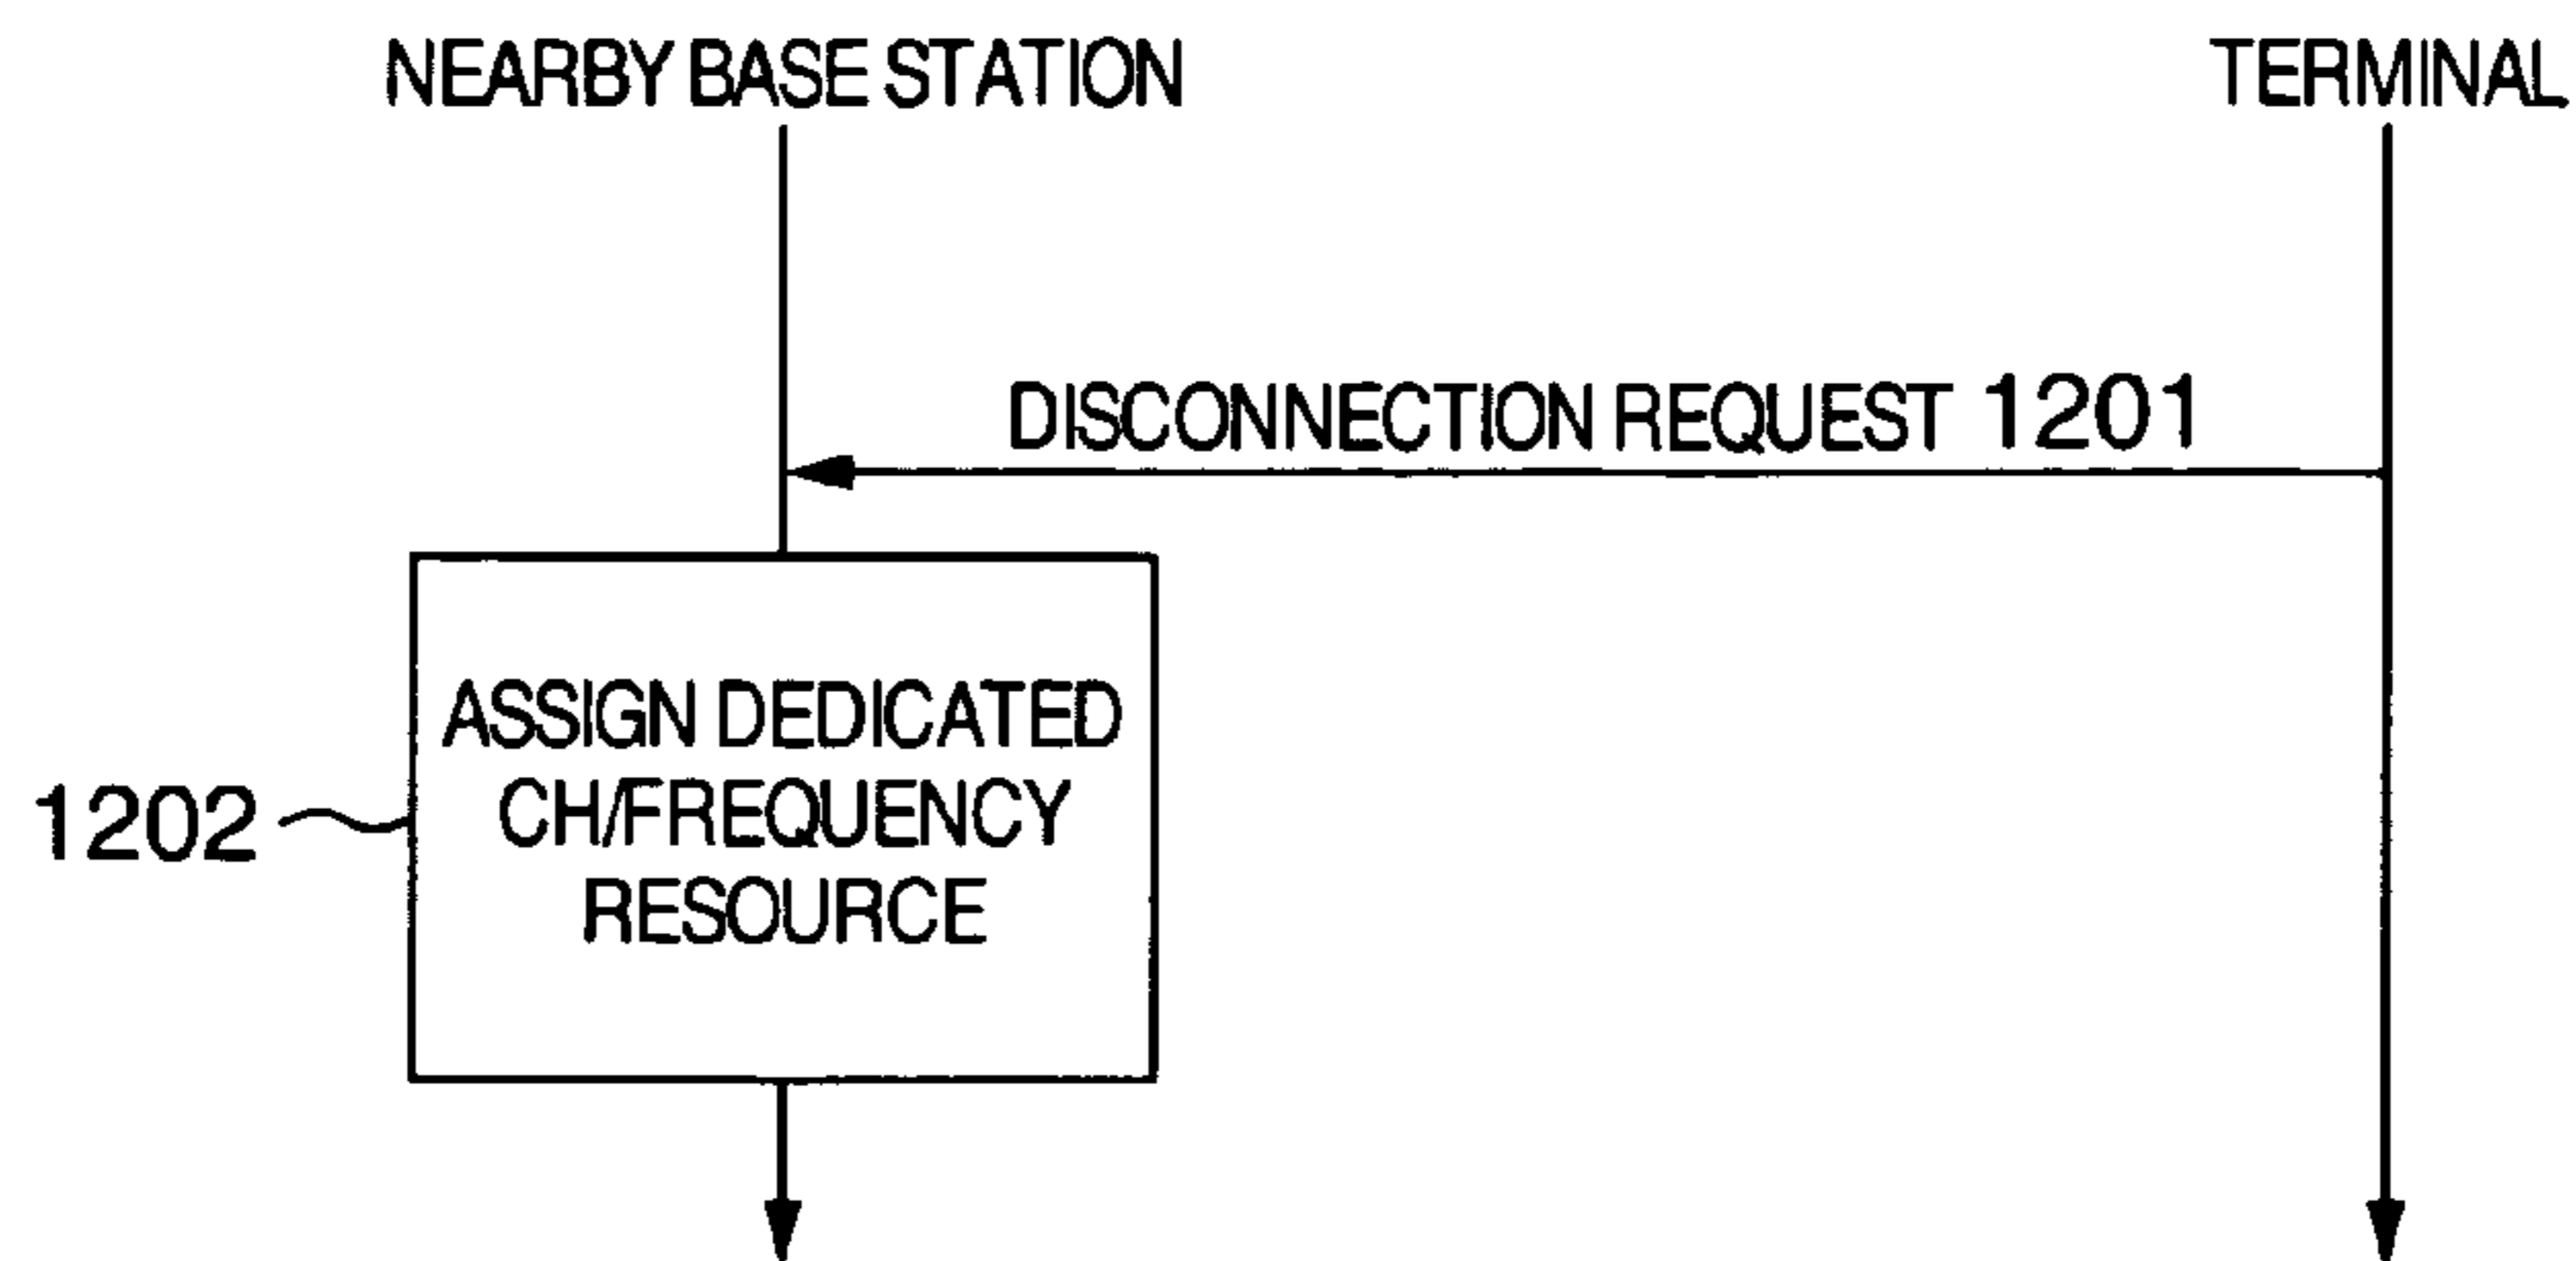 NEARBY BASE STATION
TERMINAL
DISCONNECTION REQUEST 1201
ASSIGN DEDICATED
CH/FREQUENCY
RESOURCE
1202